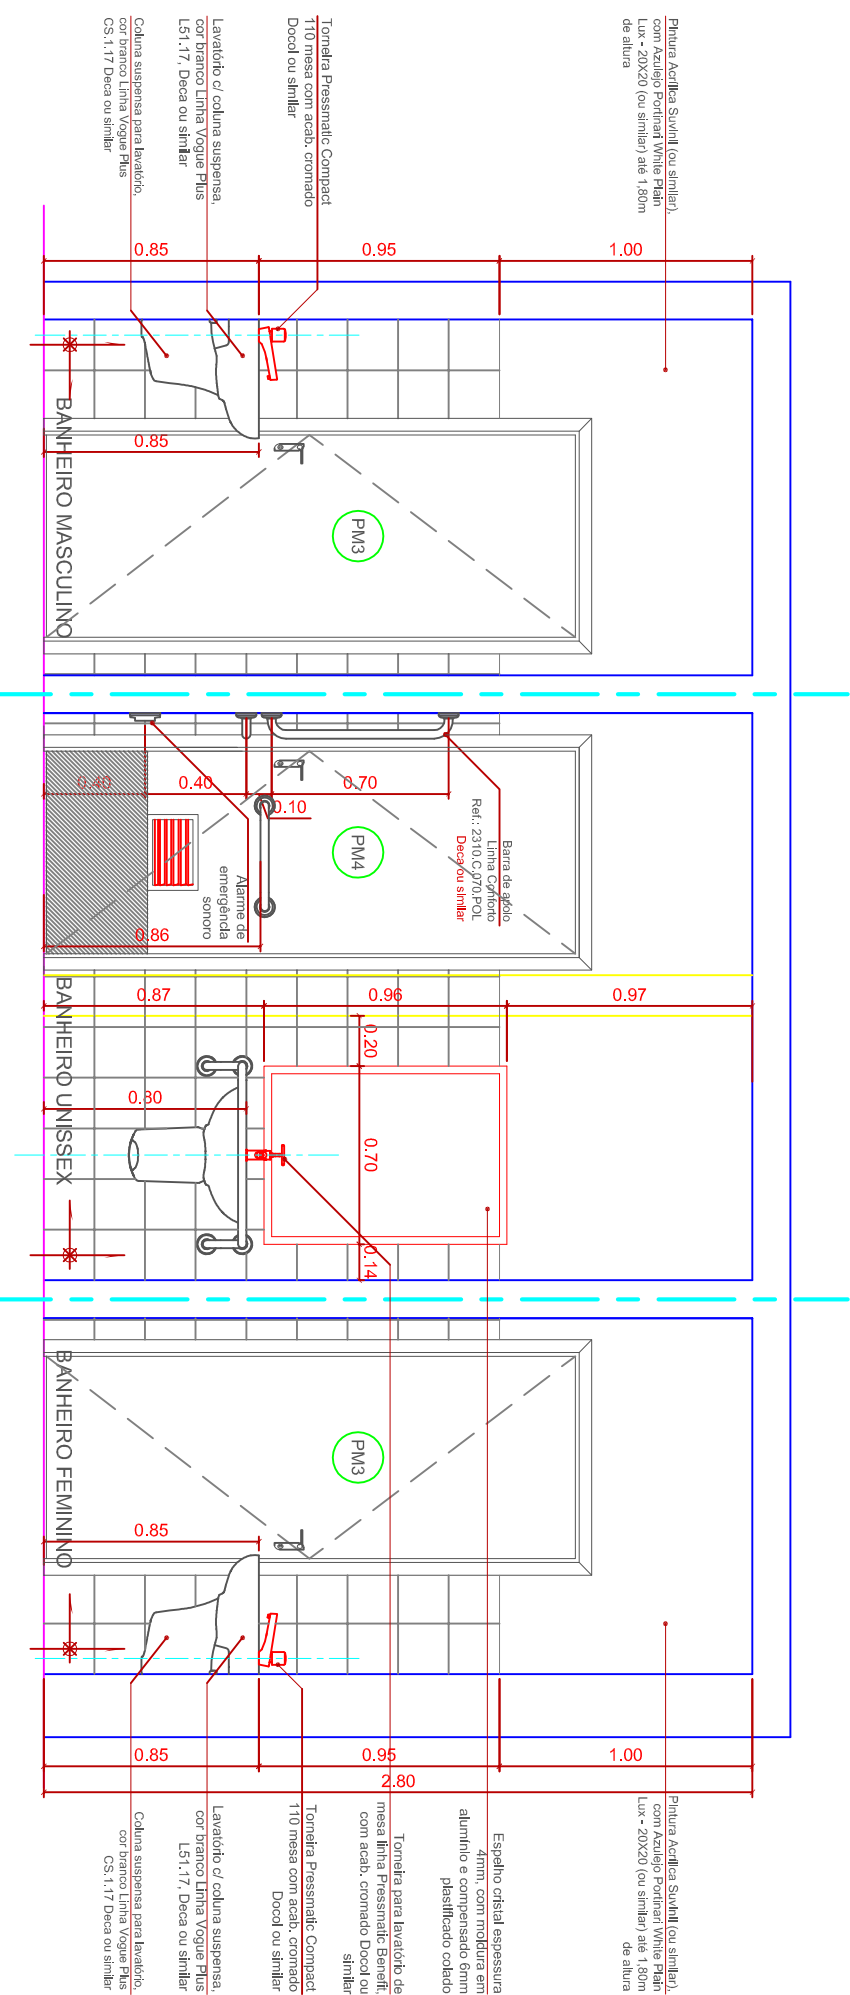 Pintura Acrílica Suvinil (ou similar),
com Azulejo Portinari White Plain
Lux - 20X20 (ou similar) até 1,80m
de altura
Torneira Pressmatic Compact
110 mesa com acab. cromado
Docol ou similar
Lavatório c/ coluna suspensa,
cor branco Linha Vogue Plus
L51.17, Deca ou similar
Coluna suspensa para lavatório,
cor branco Linha Vogue Plus
CS.1.17 Deca ou similar
1.00
0.95
0.85
0.85
PM3
BANHEIRO MASCULINO
0.40
0.40
0.70
0.10
PM4
Barra de apoio
Linha Conforto
Ref.: 2310.C.070.POL
Deca ou similar
Alarme de
emergência
sonoro
0.86
0.97
0.96
0.87
0.20
0.70
0.14
0.80
BANHEIRO UNISSEX
PM3
0.85
BANHEIRO FEMININO
1.00
0.95
0.85
2.80
Pintura Acrílica Suvinil (ou similar),
com Azulejo Portinari White Plain
Lux - 20X20 (ou similar) até 1,80m
de altura
Espelho cristal espessura
4mm, com moldura em
alumínio e compensado 6mm
plastificado colado
Torneira para lavatório de
mesa linha Pressmatic Benefit,
com acab. cromado Docol ou
similar
Torneira Pressmatic Compact
110 mesa com acab. cromado
Docol ou similar
Lavatório c/ coluna suspensa,
cor branco Linha Vogue Plus
L51.17, Deca ou similar
Coluna suspensa para lavatório,
cor branco Linha Vogue Plus
CS.1.17 Deca ou similar